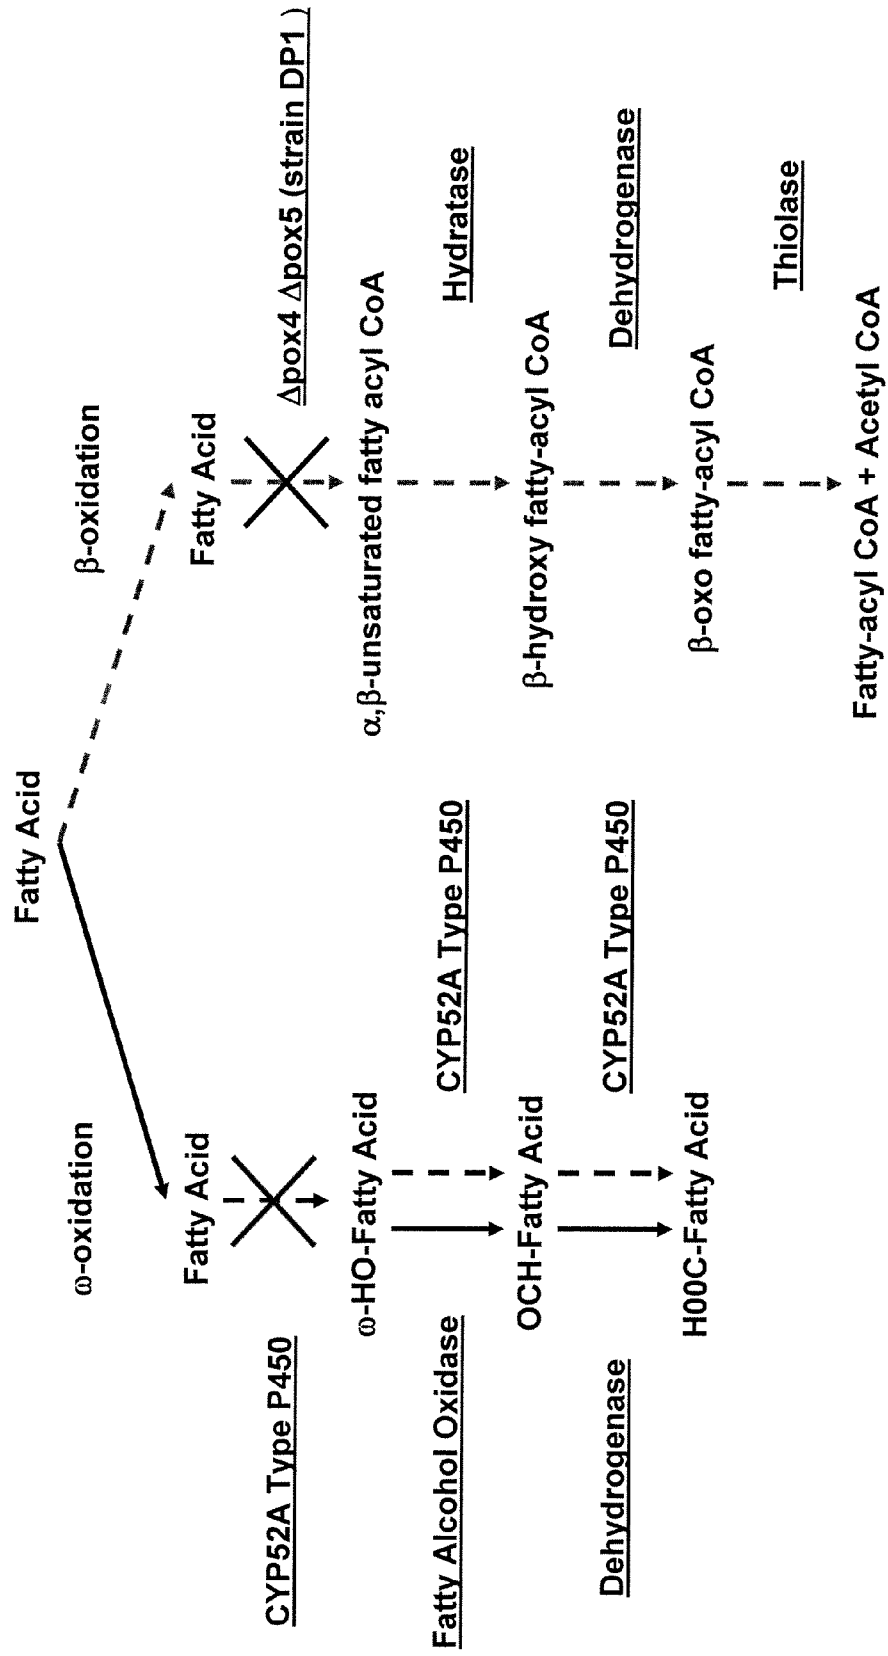 Fatty Acid
ω-oxidation
β-oxidation
Fatty Acid
Fatty Acid
CYP52A Type P450
Δpox4 Δpox5 (strain DP1 )
ω-HO-Fatty Acid
α,β-unsaturated fatty acyl CoA
Fatty Alcohol Oxidase
CYP52A Type P450
Hydratase
OCH-Fatty Acid
β-hydroxy fatty-acyl CoA
Dehydrogenase
CYP52A Type P450
Dehydrogenase
H00C-Fatty Acid
β-oxo fatty-acyl CoA
Thiolase
Fatty-acyl CoA + Acetyl CoA